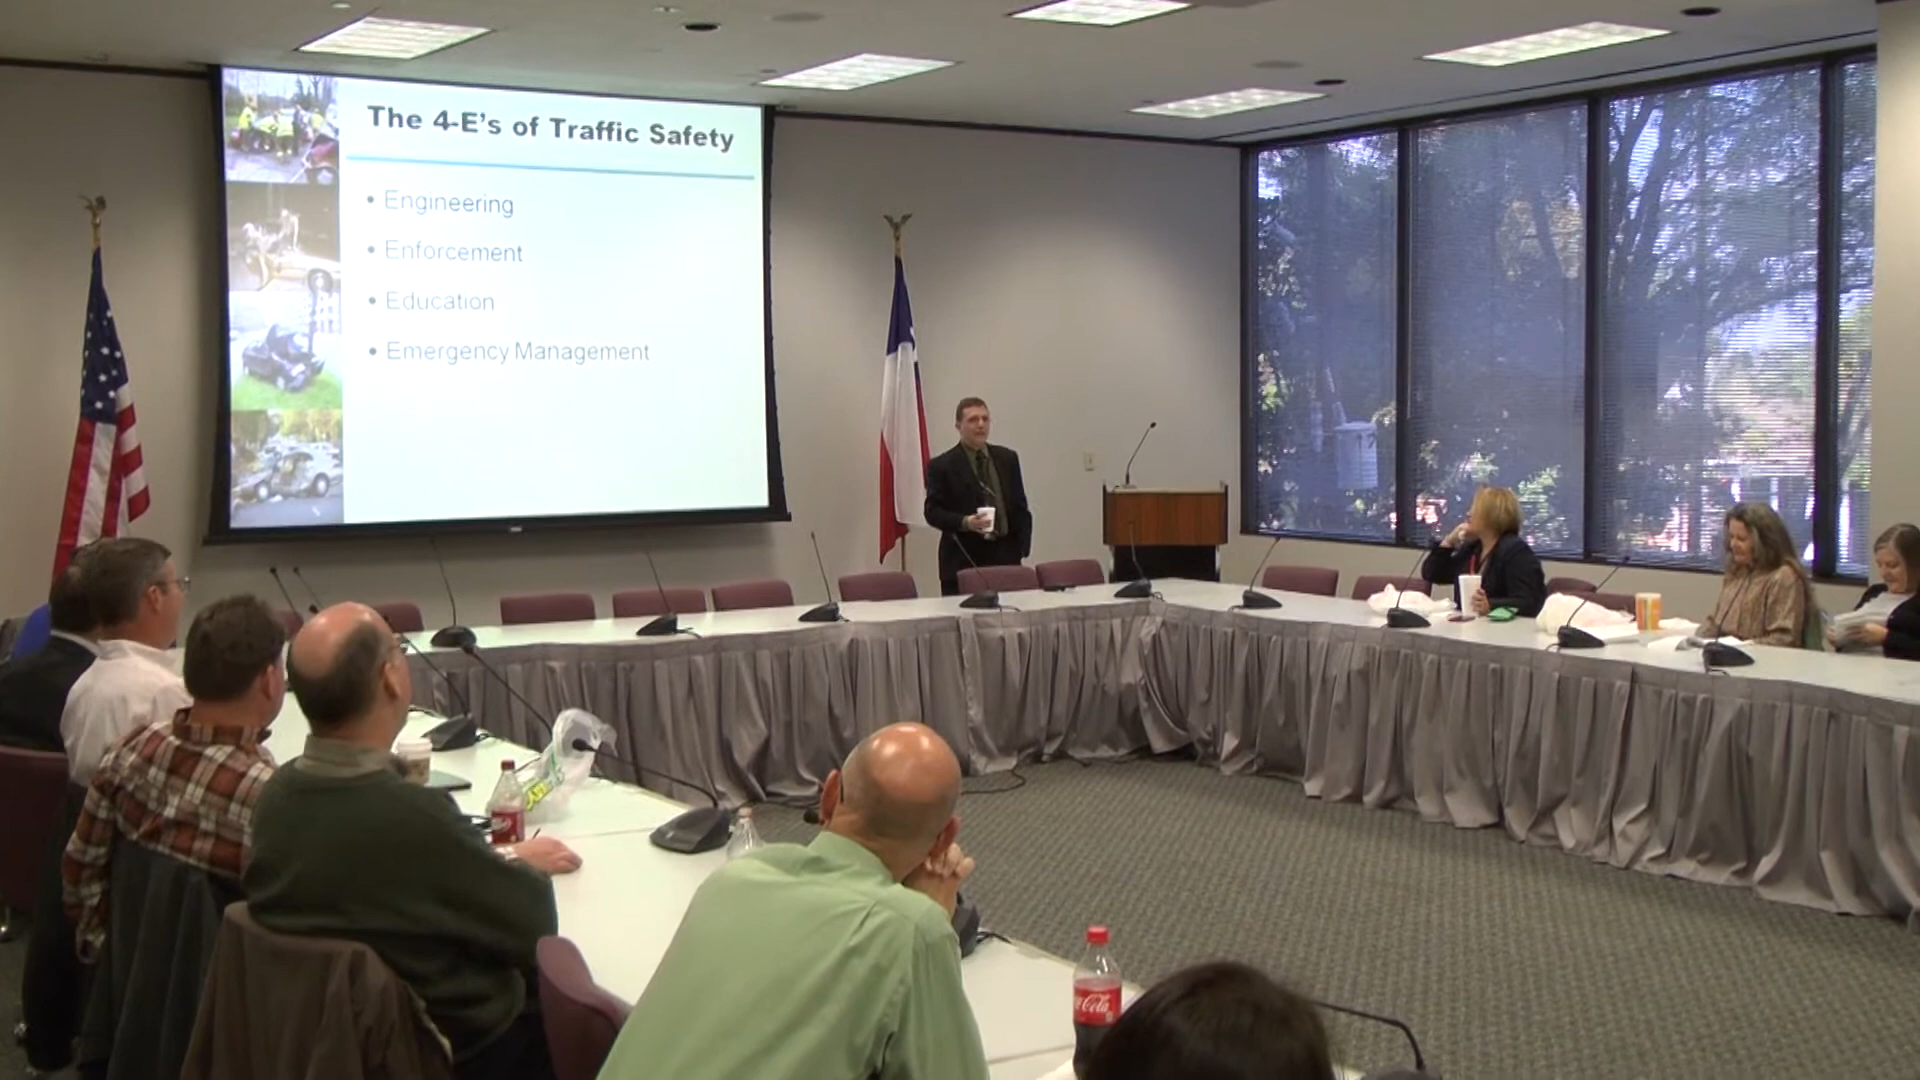 The 4-E's of Traffic Safety
• Engineering
• Enforcement
• Education
• Emergency Management
Coca-Cola